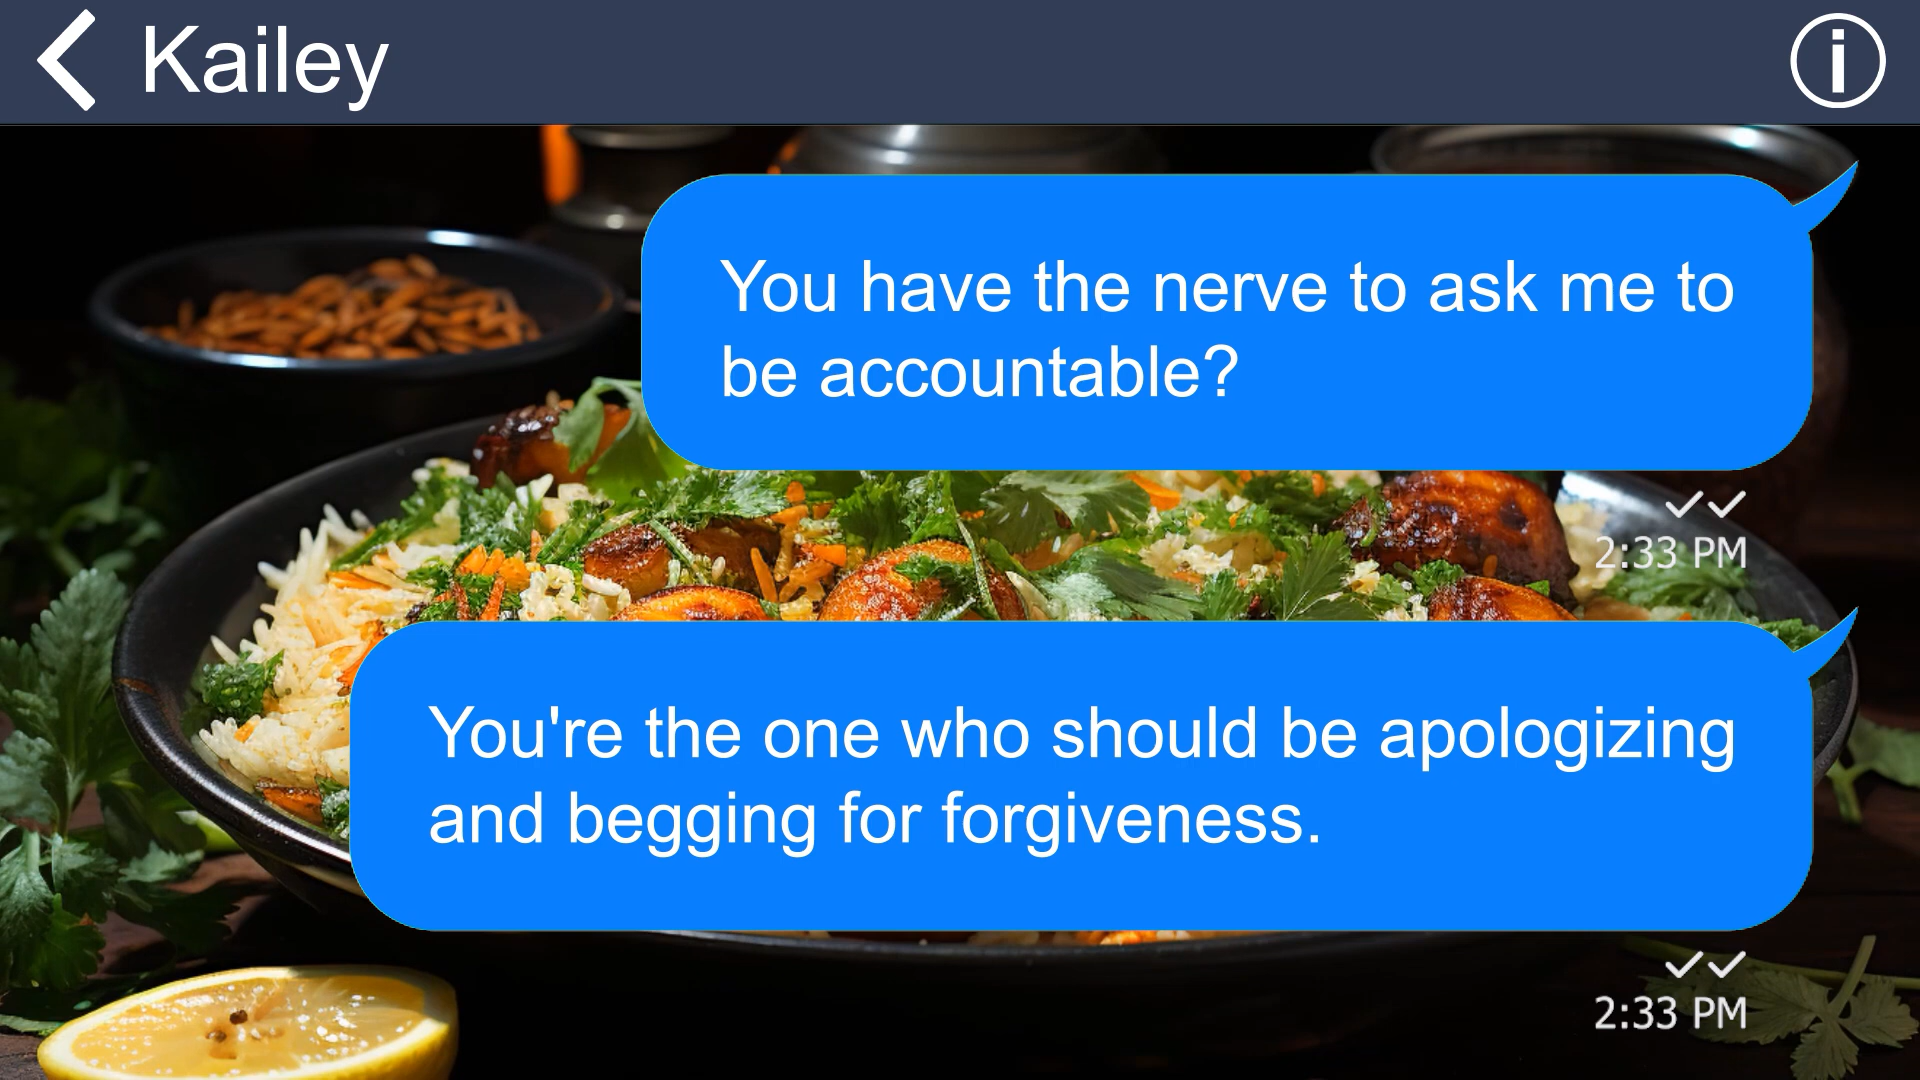 Kailey
You have the nerve to ask me to
be accountable?
2:33 PM
You're the one who should be apologizing
and begging for forgiveness.
2:33 PM